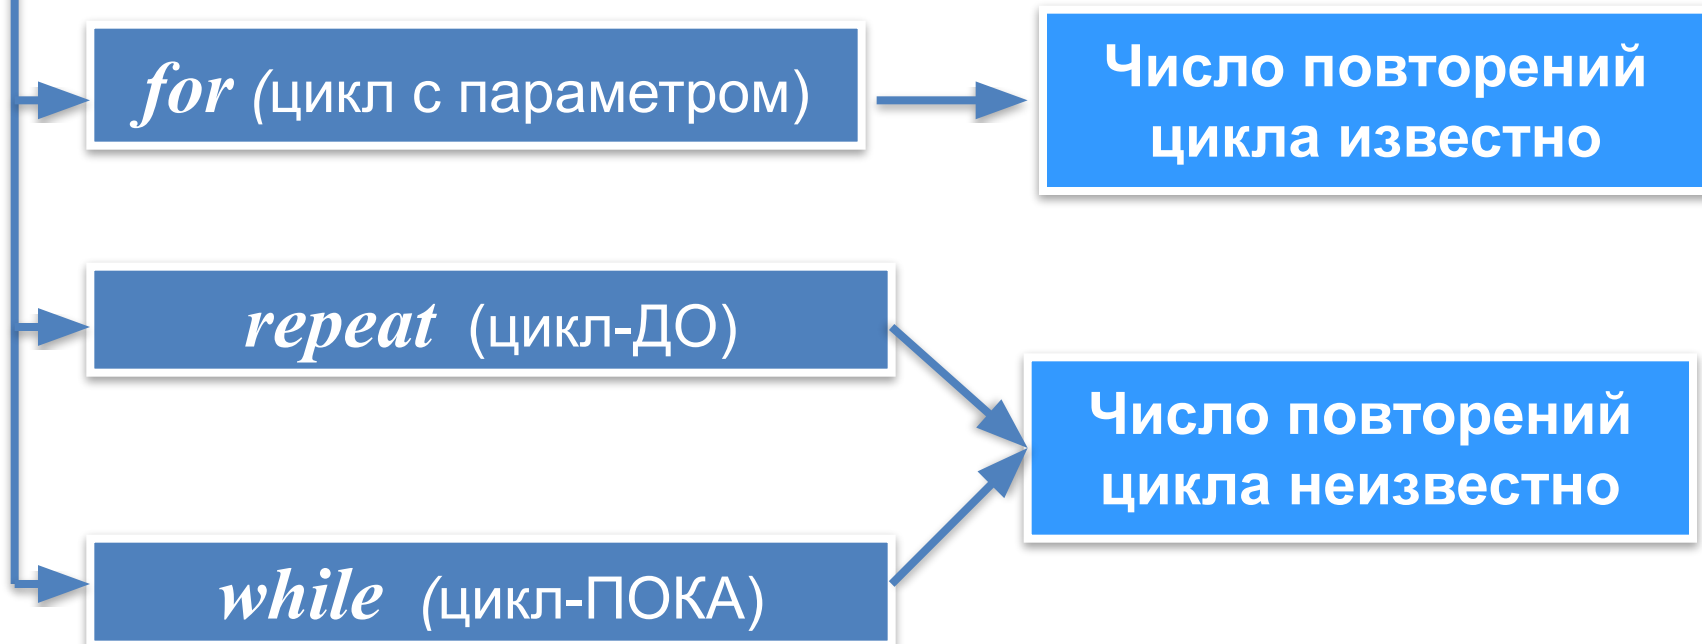 for (цикл с параметром)
Число повторений
цикла известно
repeat (цикл-ДО)
Число повторений
цикла неизвестно
while (цикл-ПОКА)